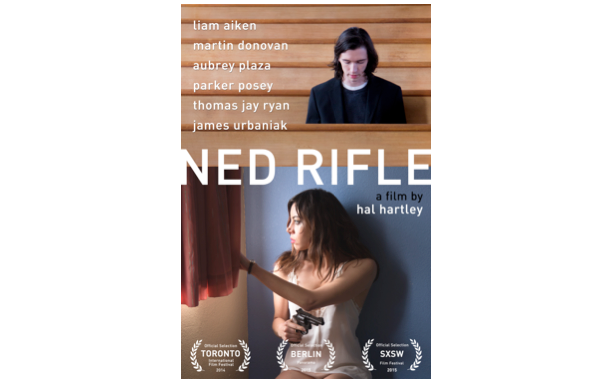 liam aiken
martin donovan
aubrey plaza
parker posey
thomas jay ryan
james urbaniak
NED RIFLE
a film by
hal hartley
Official Selection
TORONTO
International
Film Festival
2014
Official Selection
BERLIN
2015
Official Selection
SXSW
Film Festival
2015